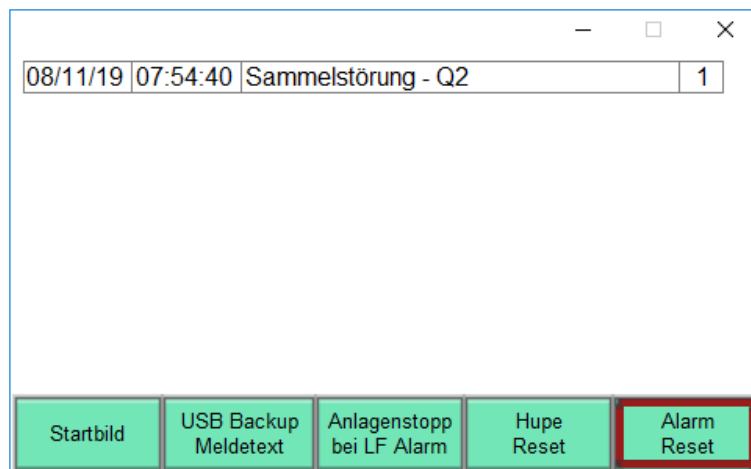 08/11/19 07:54:40 Sammelstörung - Q2 1
Startbild
USB Backup
Meldetext
Anlagenstopp
bei LF Alarm
Hupe
Reset
Alarm
Reset